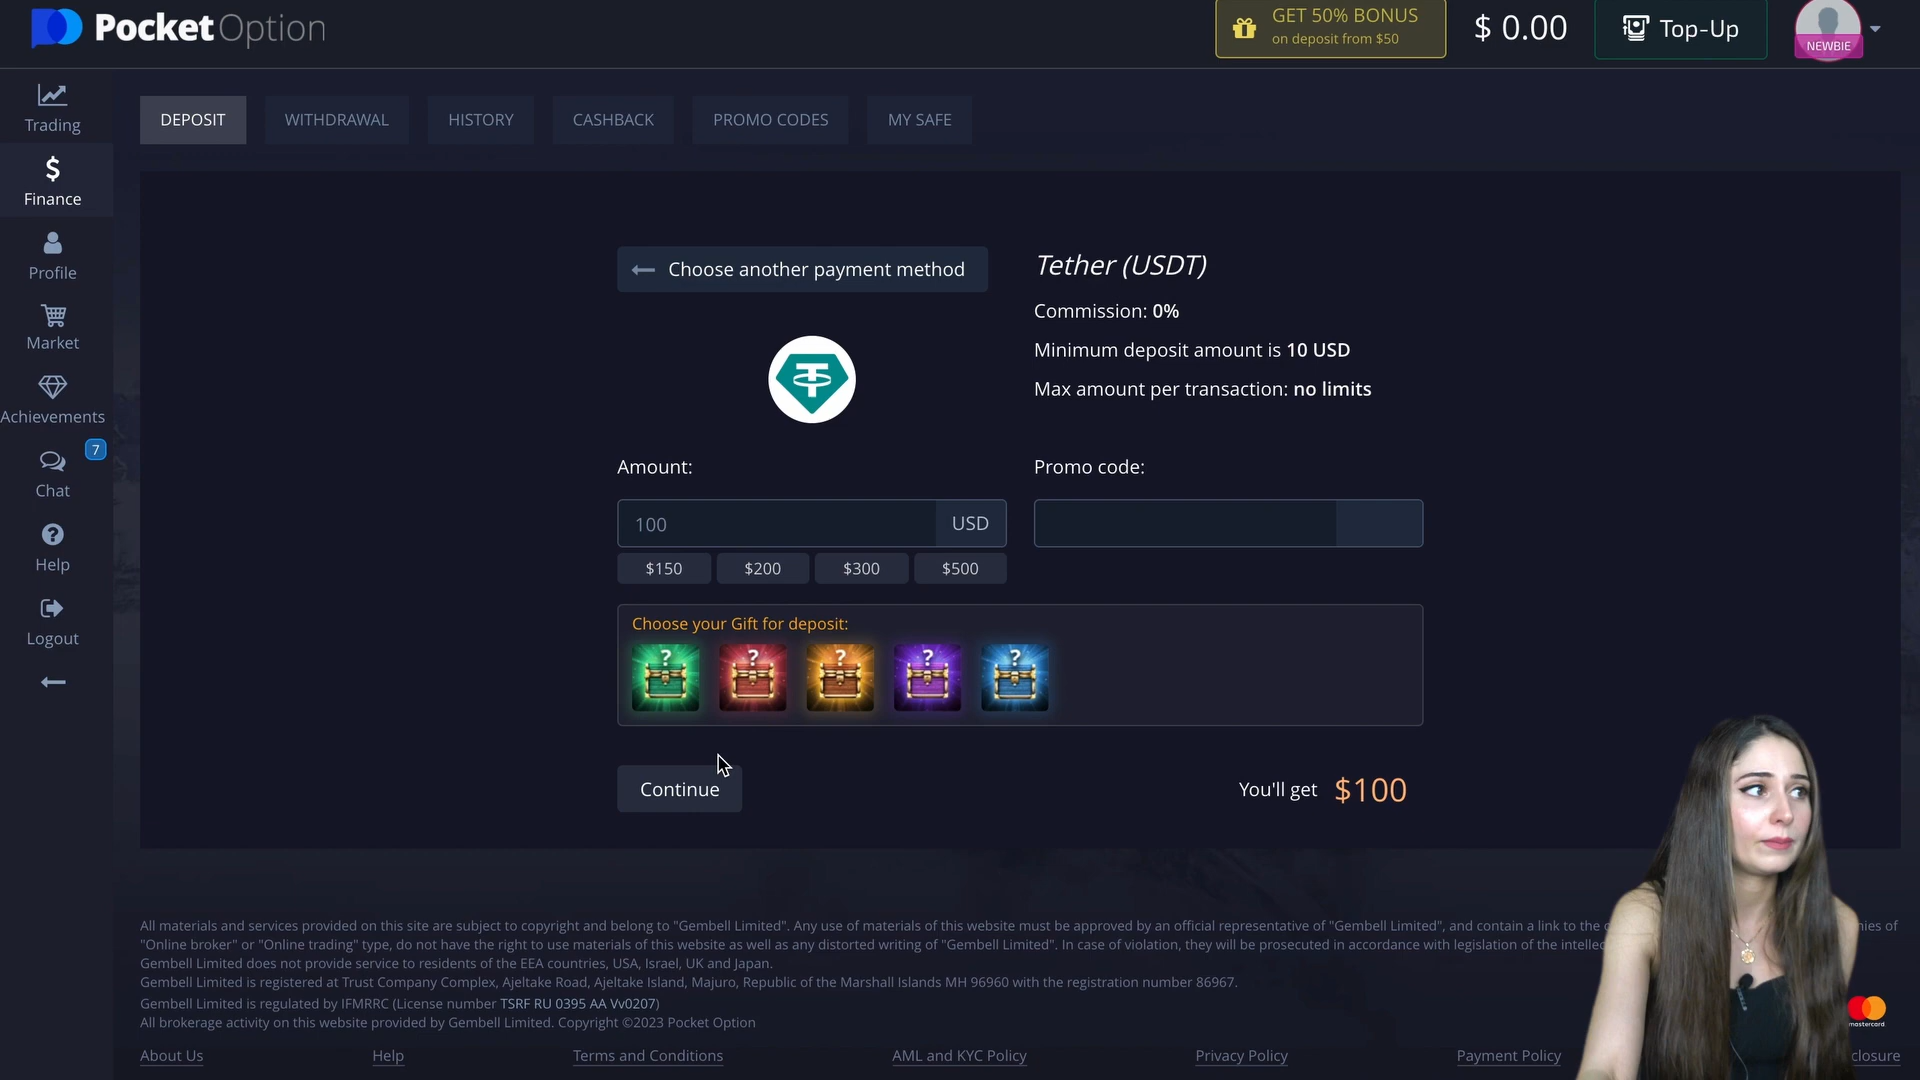 PocketOption
GET 50% BONUS
on deposit from $50
$ 0.00
Top-Up
NEWBIE
Trading
Finance
Profile
Market
Achievements
7
Chat
Help
Logout
DEPOSIT
WITHDRAWAL
HISTORY
CASHBACK
PROMO CODES
MY SAFE
Choose another payment method
Tether (USDT)
Commission: 0%
Minimum deposit amount is 10 USD
Max amount per transaction: no limits
Amount:
Promo code:
100 USD
$150 $200 $300 $500
Choose your Gift for deposit:
? ? ? ? ?
Continue
You'll get $100
All materials and services provided on this site are subject to copyright and belong to "Gembell Limited". Any use of materials of this website must be approved by an official representative of "Gembell Limited", and contain a link to the nies of
"Online broker" or "Online trading" type, do not have the right to use materials of this website as well as any distorted writing of "Gembell Limited". In case of violation, they will be prosecuted in accordance with legislation of the
Gembell Limited does not provide service to residents of the EEA countries, USA, Israel, UK and Japan.
Gembell Limited is registered at Trust Company Complex, Ajeltake Road, Ajeltake Island, Majuro, Republic of the Marshall Islands MH 96960 with the registration number 86967.
Gembell Limited is regulated by IFMRRC (License number TSRF RU 0395 AA Vv0207)
All brokerage activity on this website provided by Gembell Limited. Copyright ©2023 Pocket Option
mastercard
About Us
Help
Terms and Conditions
AML and KYC Policy
Privacy Policy
Payment Policy
closure